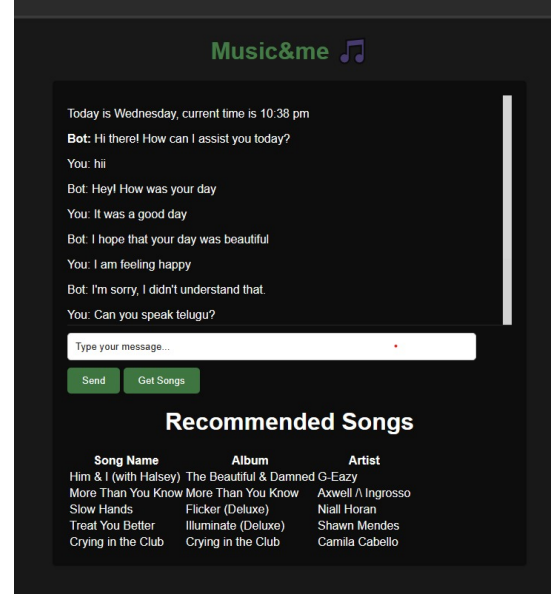 Music&me 🎵
Today is Wednesday, current time is 10:38 pm
Bot: Hi there! How can I assist you today?
You: hii
Bot: Hey! How was your day
You: It was a good day
Bot: I hope that your day was beautiful
You: I am feeling happy
Bot: I'm sorry, I didn't understand that.
You: Can you speak telugu?
Type your message...
Send Get Songs
Recommended Songs
Song Name Album Artist
Him & I (with Halsey) The Beautiful & Damned G-Eazy
More Than You Know More Than You Know Axwell /\ Ingrosso
Slow Hands Flicker (Deluxe) Niall Horan
Treat You Better Illuminate (Deluxe) Shawn Mendes
Crying in the Club Crying in the Club Camila Cabello